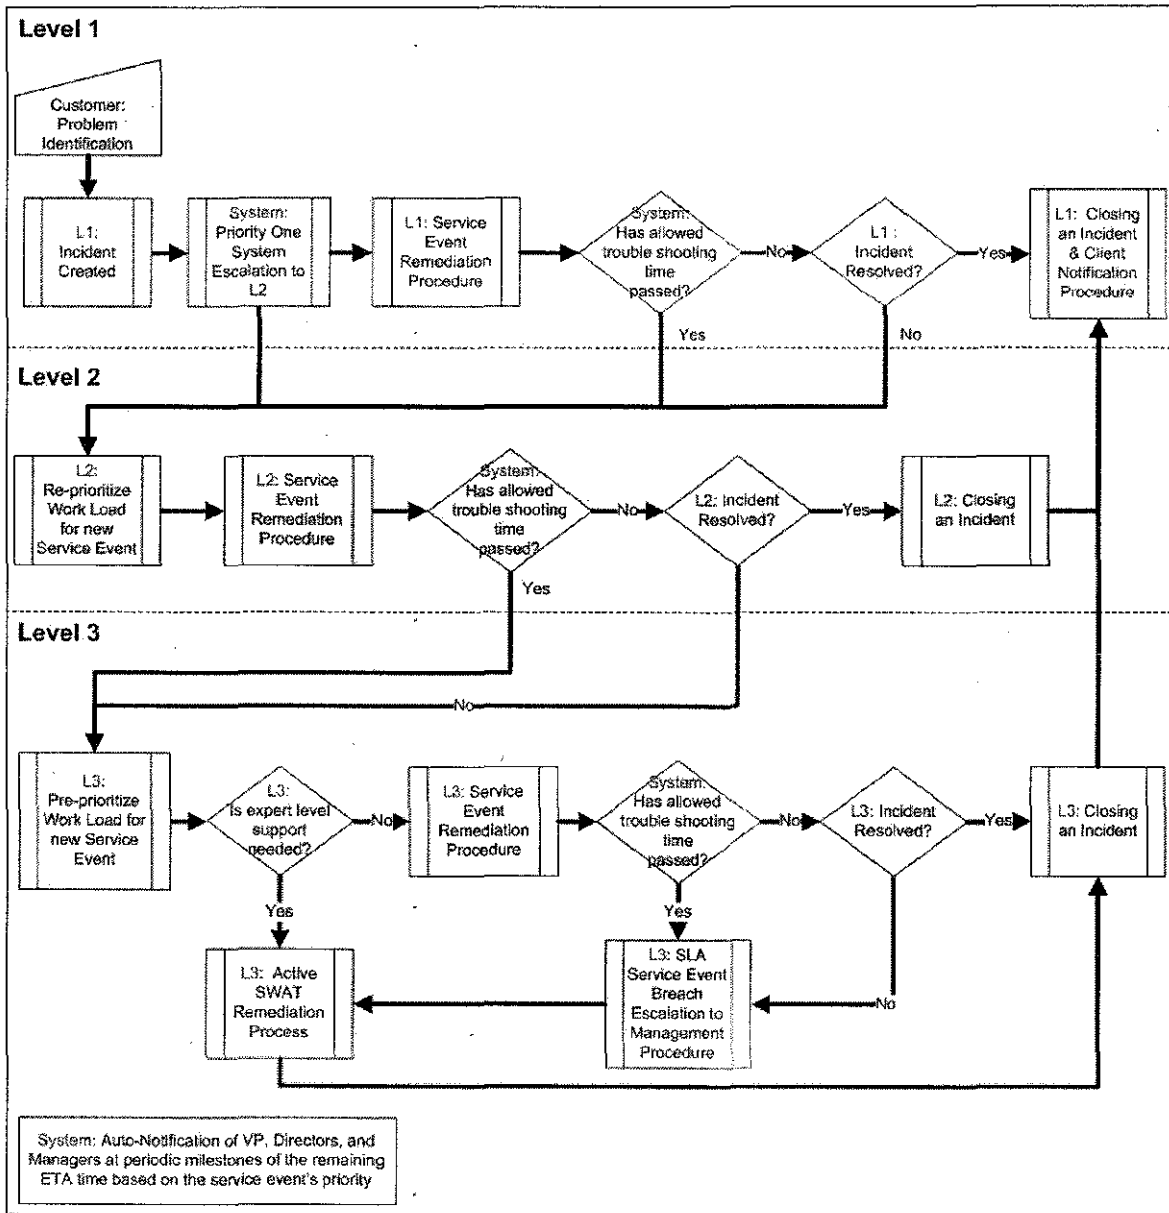 Level 1
Customer:
Problem
Identification
L1:
Incident
Created
System:
Priority One
System
Escalation to
L2
L1: Service
Event
Remediation
Procedure
System:
Has allowed
trouble shooting
time
passed?
No
L1 :
Incident
Resolved?
Yes
L1: Closing
an Incident
& Client
Notification
Procedure
Yes
No
Level 2
L2:
Re-prioritize
Work Load
for new
Service Event
L2: Service
Event
Remediation
Procedure
System:
Has allowed
trouble shooting
time
passed?
No
L2: Incident
Resolved?
Yes
L2: Closing
an Incident
Yes
Level 3
No
L3:
Pre-prioritize
Work Load for
new Service
Event
L3:
Is expert level
support
needed?
No
L3: Service
Event
Remediation
Procedure
System:
Has allowed
trouble shooting
time
passed?
No
L3: Incident
Resolved?
Yes
L3: Closing
an Incident
Yes
Yes
L3: Active
SWAT
Remediation
Process
L3: SLA
Service Event
Breach
Escalation to
Management
Procedure
No
System: Auto-Notification of VP, Directors, and
Managers at periodic milestones of the remaining
ETA time based on the service event's priority